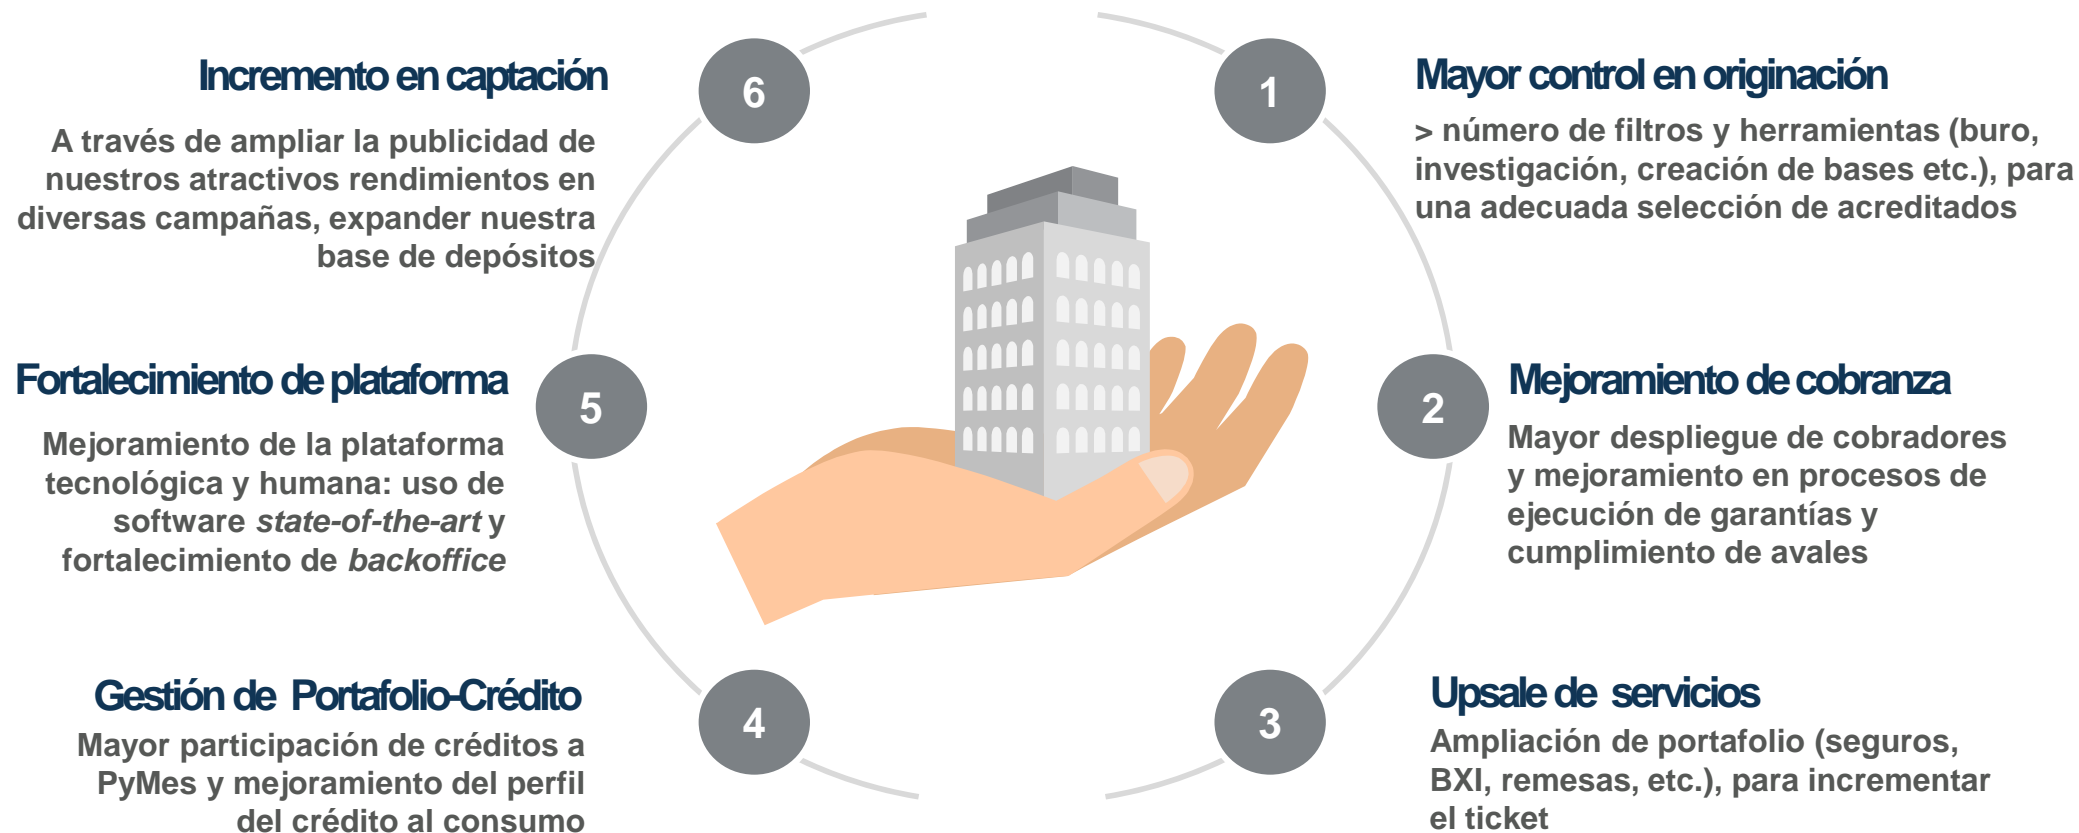 1
Mayor control en originación
> número de filtros y herramientas (buro,
investigación, creación de bases etc.), para
una adecuada selección de acreditados
2
Mejoramiento de cobranza
Mayor despliegue de cobradores
y mejoramiento en procesos de
ejecución de garantías y
cumplimiento de avales
3
Upsale de servicios
Ampliación de portafolio (seguros,
BXI, remesas, etc.), para incrementar
el ticket
4
Gestión de Portafolio-Crédito
Mayor participación de créditos a
PyMes y mejoramiento del perfil
del crédito al consumo
5
Fortalecimiento de plataforma
Mejoramiento de la plataforma
tecnológica y humana: uso de
software state-of-the-art y
fortalecimiento de backoffice
6
Incremento en captación
A través de ampliar la publicidad de
nuestros atractivos rendimientos en
diversas campañas, expander nuestra
base de depósitos